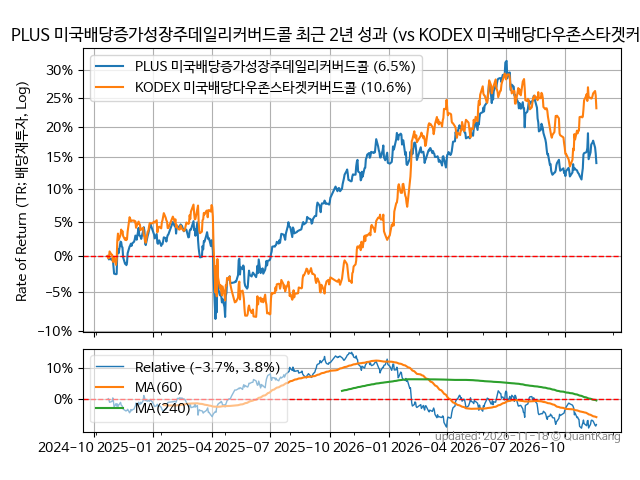 PLUS 미국배당증가성장주데일리커버드콜 최근 2년 성과 (vs KODEX 미국배당다우존스타겟커
Rate of Return (TR: 배당재투자, Log)
30%
25%
20%
15%
10%
5%
0%
−5%
−10%
PLUS 미국배당증가성장주데일리커버드콜 (6.5%)
KODEX 미국배당다우존스타겟커버드콜 (10.6%)
10%
0%
Relative (−3.7%, 3.8%)
MA(60)
MA(240)
2024−10 2025−01 2025−04 2025−07 2025−10 2026−01 2026−04 2026−07 2026−10
updated: 2026−11−18 © QuantKang